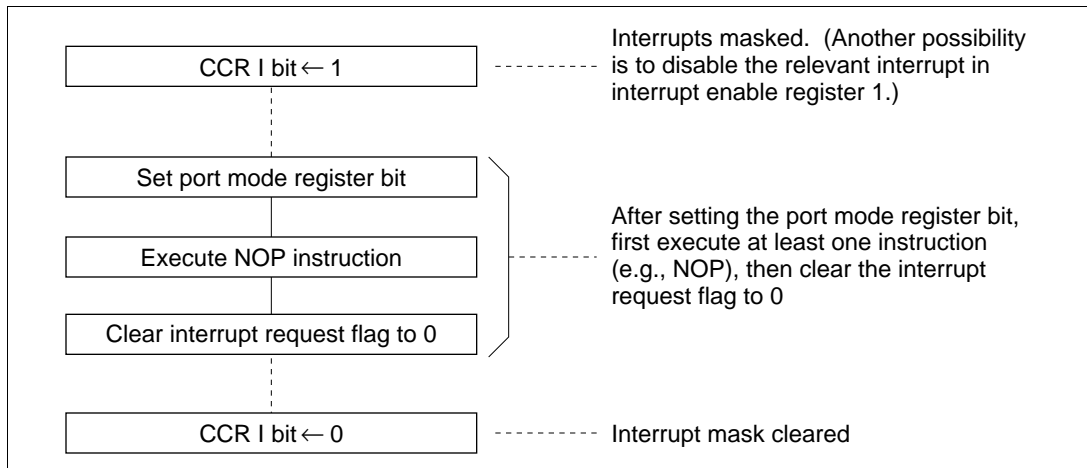 CCR I bit ← 1
Interrupts masked. (Another possibility
is to disable the relevant interrupt in
interrupt enable register 1.)
Set port mode register bit
Execute NOP instruction
Clear interrupt request flag to 0
After setting the port mode register bit,
first execute at least one instruction
(e.g., NOP), then clear the interrupt
request flag to 0
CCR I bit ← 0
Interrupt mask cleared